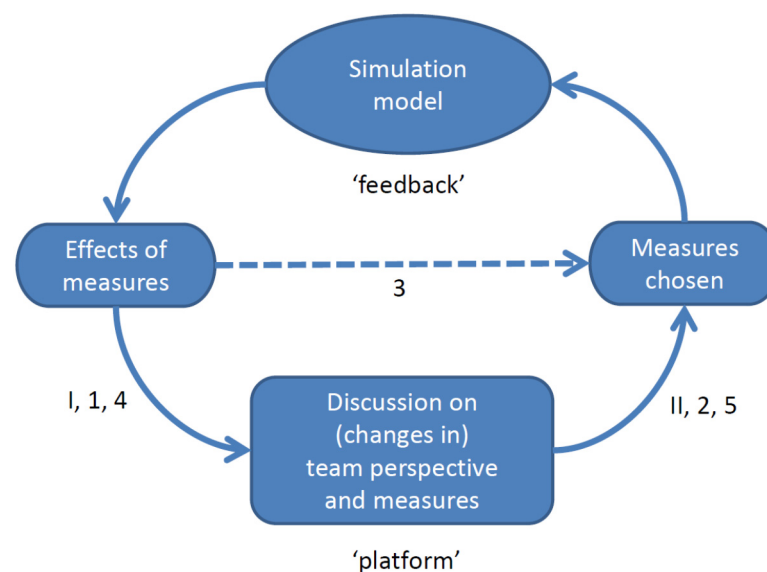 Simulation
model
‘feedback’
Effects of
measures
3
Measures
chosen
I, 1, 4
Discussion on
(changes in)
team perspective
and measures
II, 2, 5
‘platform’